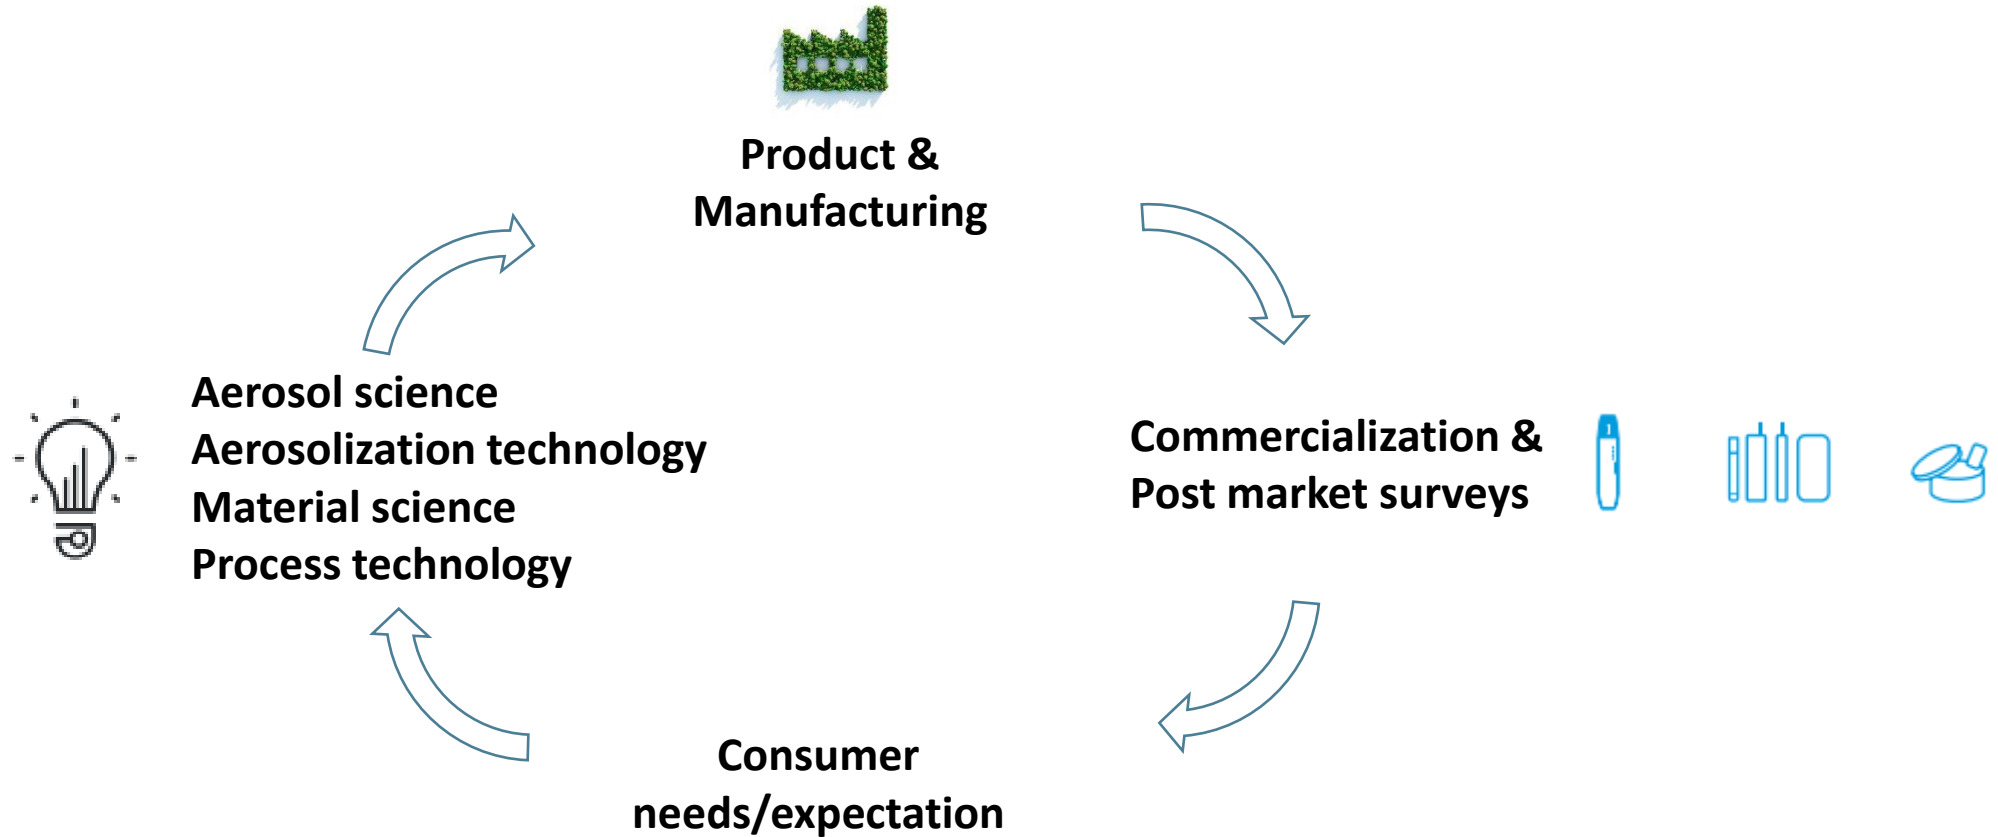 Product &
Manufacturing
Aerosol science
Aerosolization technology
Material science
Process technology
Commercialization &
Post market surveys
Consumer
needs/expectation